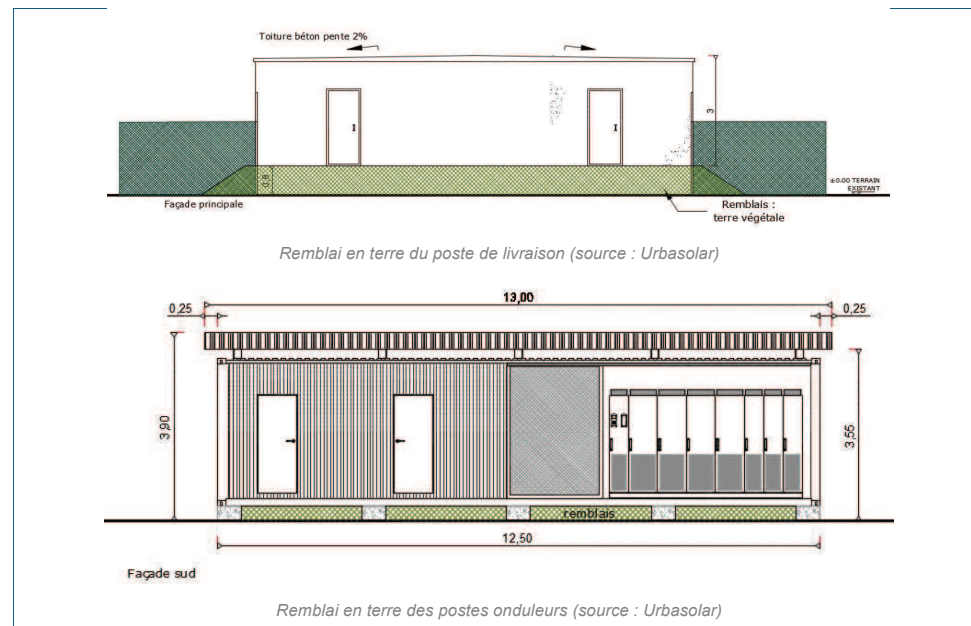 Toiture béton pente 2%
3
0,8
±0.00 TERRAIN
EXISTANT
Façade principale
Remblais :
terre végétale
Remblai en terre du poste de livraison (source : Urbasolar)
13,00
0,25
0,25
3,90
3,55
remblais
12,50
Façade sud
Remblai en terre des postes onduleurs (source : Urbasolar)